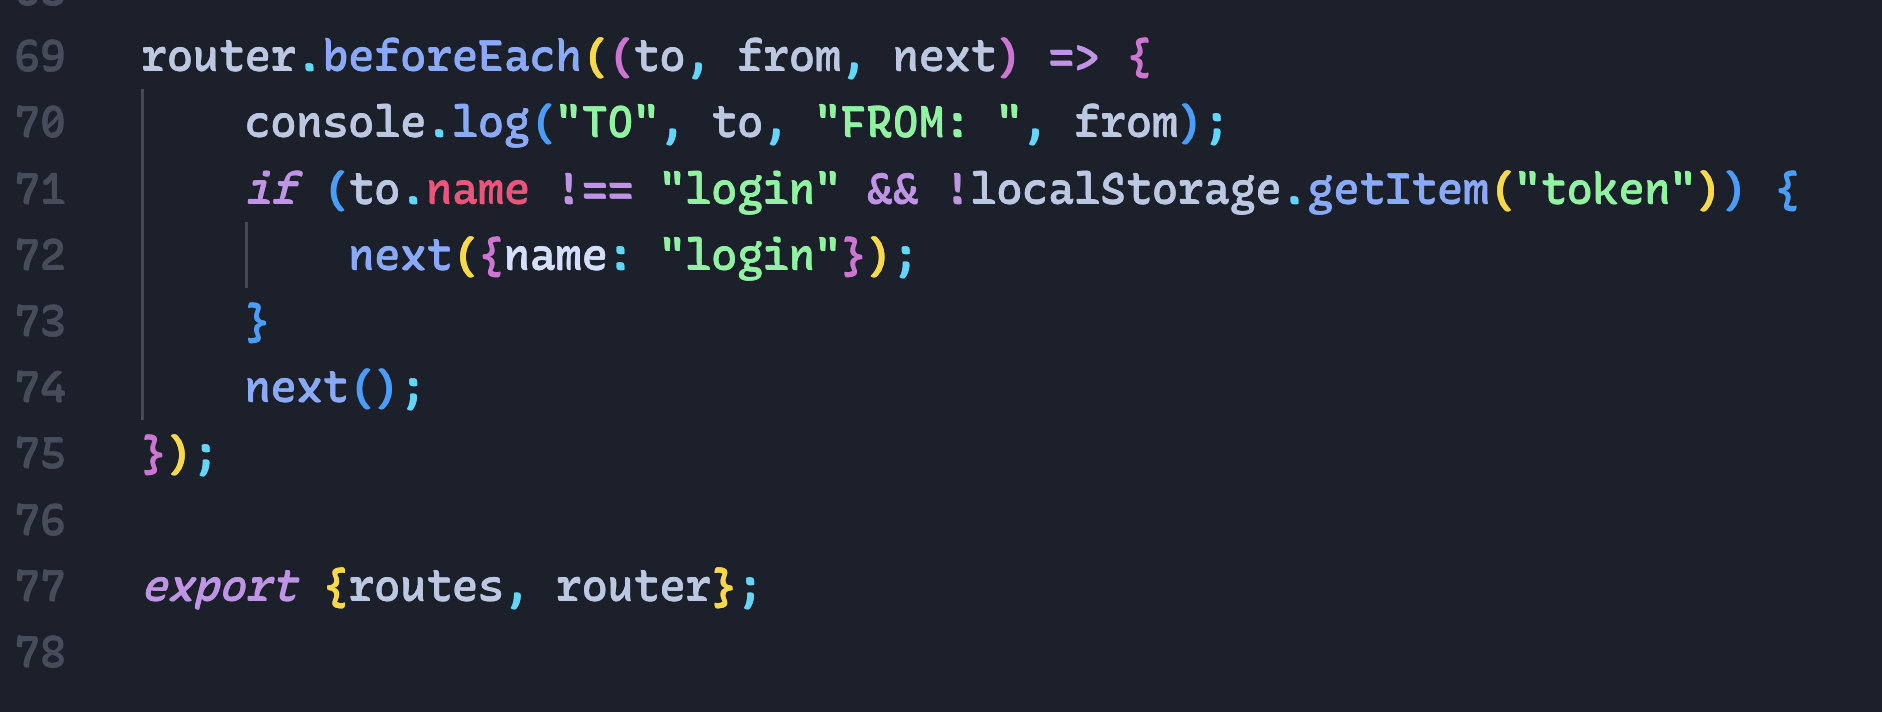 69 router.beforeEach((to, from, next) => {
70     console.log("TO", to, "FROM: ", from);
71     if (to.name !== "login" && !localStorage.getItem("token")) {
72         next({name: "login"});
73     }
74     next();
75 });
76
77 export {routes, router};
78